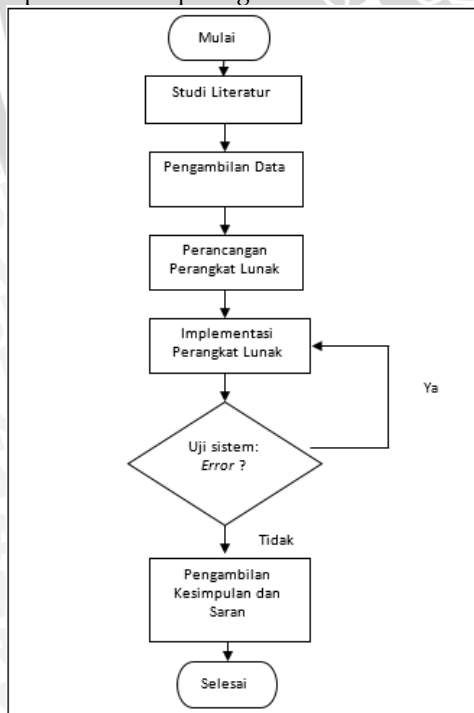 Mulai
Studi Literatur
Pengambilan Data
Perancangan
Perangkat Lunak
Implementasi
Perangkat Lunak
Ya
Uji sistem:
Error ?
Tidak
Pengambilan
Kesimpulan dan
Saran
Selesai